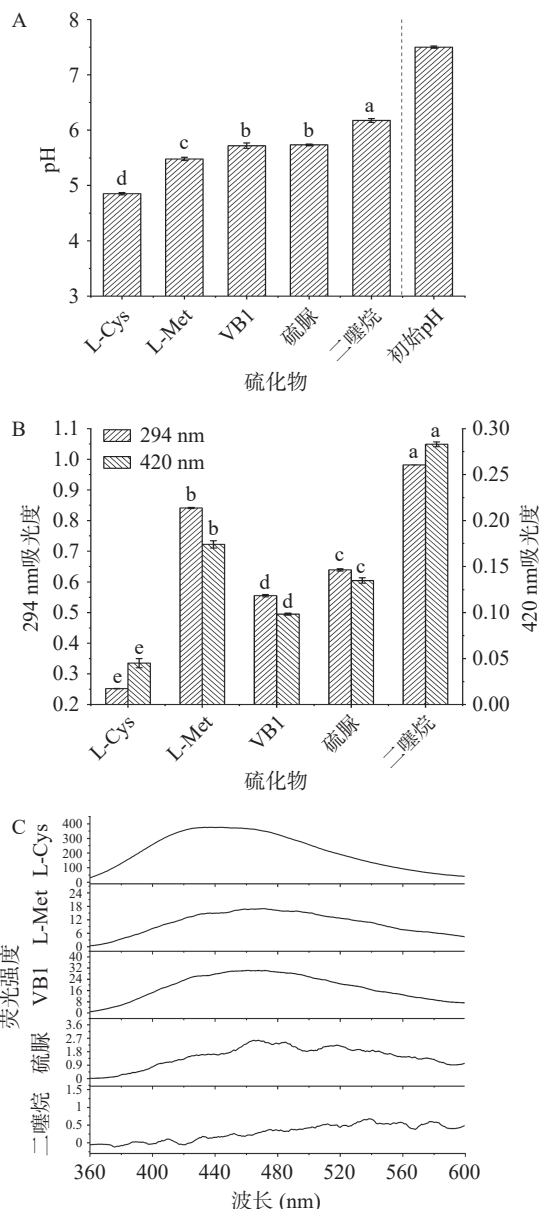 A
8
7
6
5
4
3
pH
d
c
b
b
a
L-Cys
L-Met
VB1
硫脲
二噻烷
初始pH
硫化物
B
294 nm
420 nm
1.1
1.0
0.9
0.8
0.7
0.6
0.5
0.4
0.3
0.2
294 nm吸光度
0.30
0.25
0.20
0.15
0.10
0.05
0.00
420 nm吸光度
e
e
b
b
d
d
c
c
a
a
L-Cys
L-Met
VB1
硫脲
二噻烷
硫化物
C
荧光强度
L-Cys
400
300
200
100
0
L-Met
24
18
12
6
0
VB1
40
32
24
16
8
0
硫脲
3.6
2.7
1.8
0.9
0
二噻烷
1.5
1
0.5
0
360 400 440 480 520 560 600
波长 (nm)